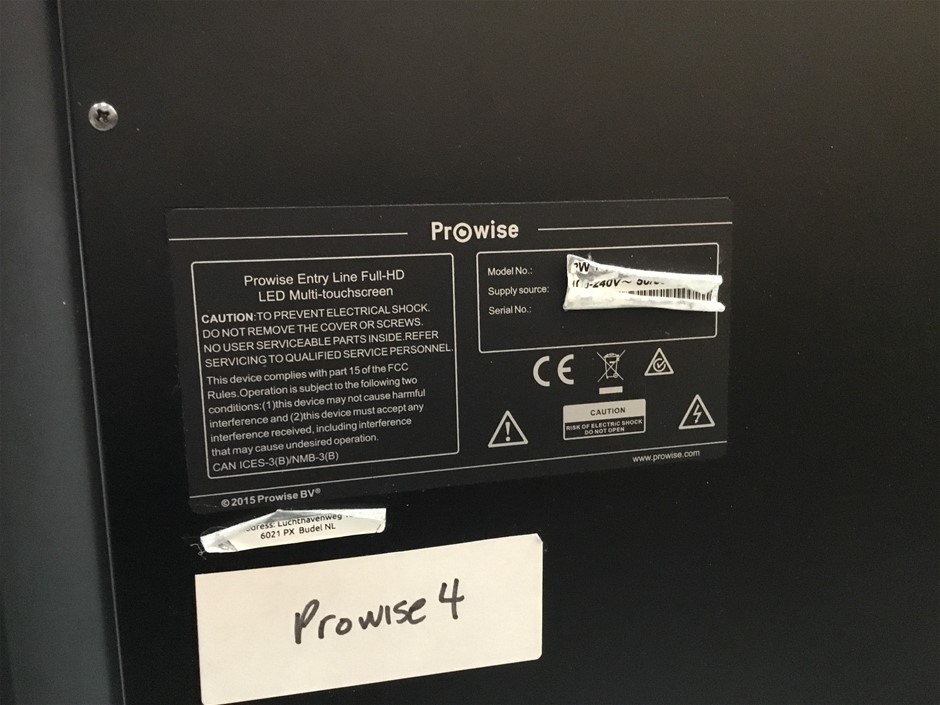 Prowise
Prowise Entry Line Full-HD
LED Multi-touchscreen
CAUTION:TO PREVENT ELECTRICAL SHOCK.
DO NOT REMOVE THE COVER OR SCREWS.
NO USER SERVICEABLE PARTS INSIDE.REFER
SERVICING TO QUALIFIED SERVICE PERSONNEL
This device complies with part 15 of the FCC
Rules.Operation is subject to the following two
conditions:(1)this device may not cause harmful
interference and (2)this device must accept any
interference received, including interference
that may cause undesired operation.
CAN ICES-3(B)/NMB-3(B)
Model No.:
Supply source: -240V~
Serial No.:
CE
CAUTION
RISK OF ELECTRIC SHOCK
DO NOT OPEN
www.prowise.com
©2015 Prowise BV®
Luchthavenweg
6021 PX Budel NL
Prowise 4